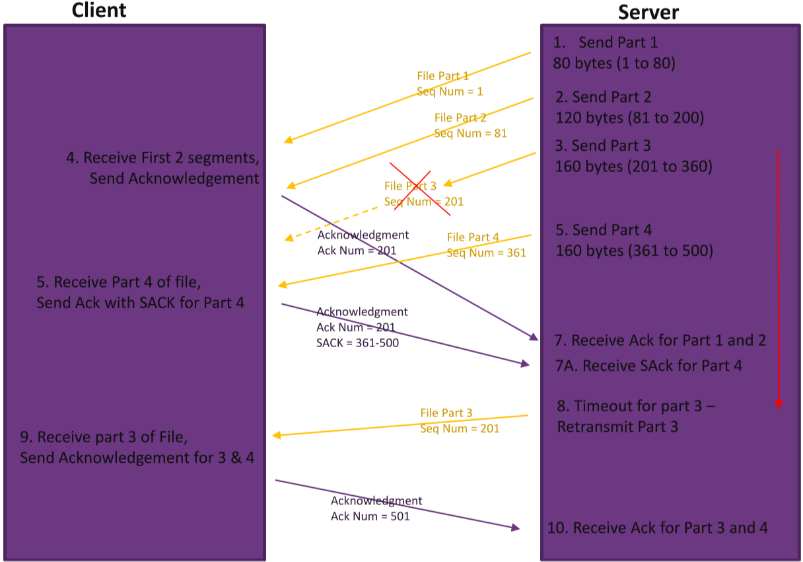 Client
Server
1. Send Part 1
80 bytes (1 to 80)
File Part 1
Seq Num = 1
2. Send Part 2
120 bytes (81 to 200)
File Part 2
Seq Num = 81
3. Send Part 3
160 bytes (201 to 360)
4. Receive First 2 segments,
Send Acknowledgement
File Part 3
Seq Num = 201
Acknowledgment
Ack Num = 201
File Part 4
Seq Num = 361
5. Send Part 4
160 bytes (361 to 500)
5. Receive Part 4 of file,
Send Ack with SACK for Part 4
Acknowledgment
Ack Num = 201
SACK = 361-500
7. Receive Ack for Part 1 and 2
7A. Receive SAck for Part 4
8. Timeout for part 3 –
Retransmit Part 3
File Part 3
Seq Num = 201
9. Receive part 3 of File,
Send Acknowledgement for 3 & 4
Acknowledgment
Ack Num = 501
10. Receive Ack for Part 3 and 4